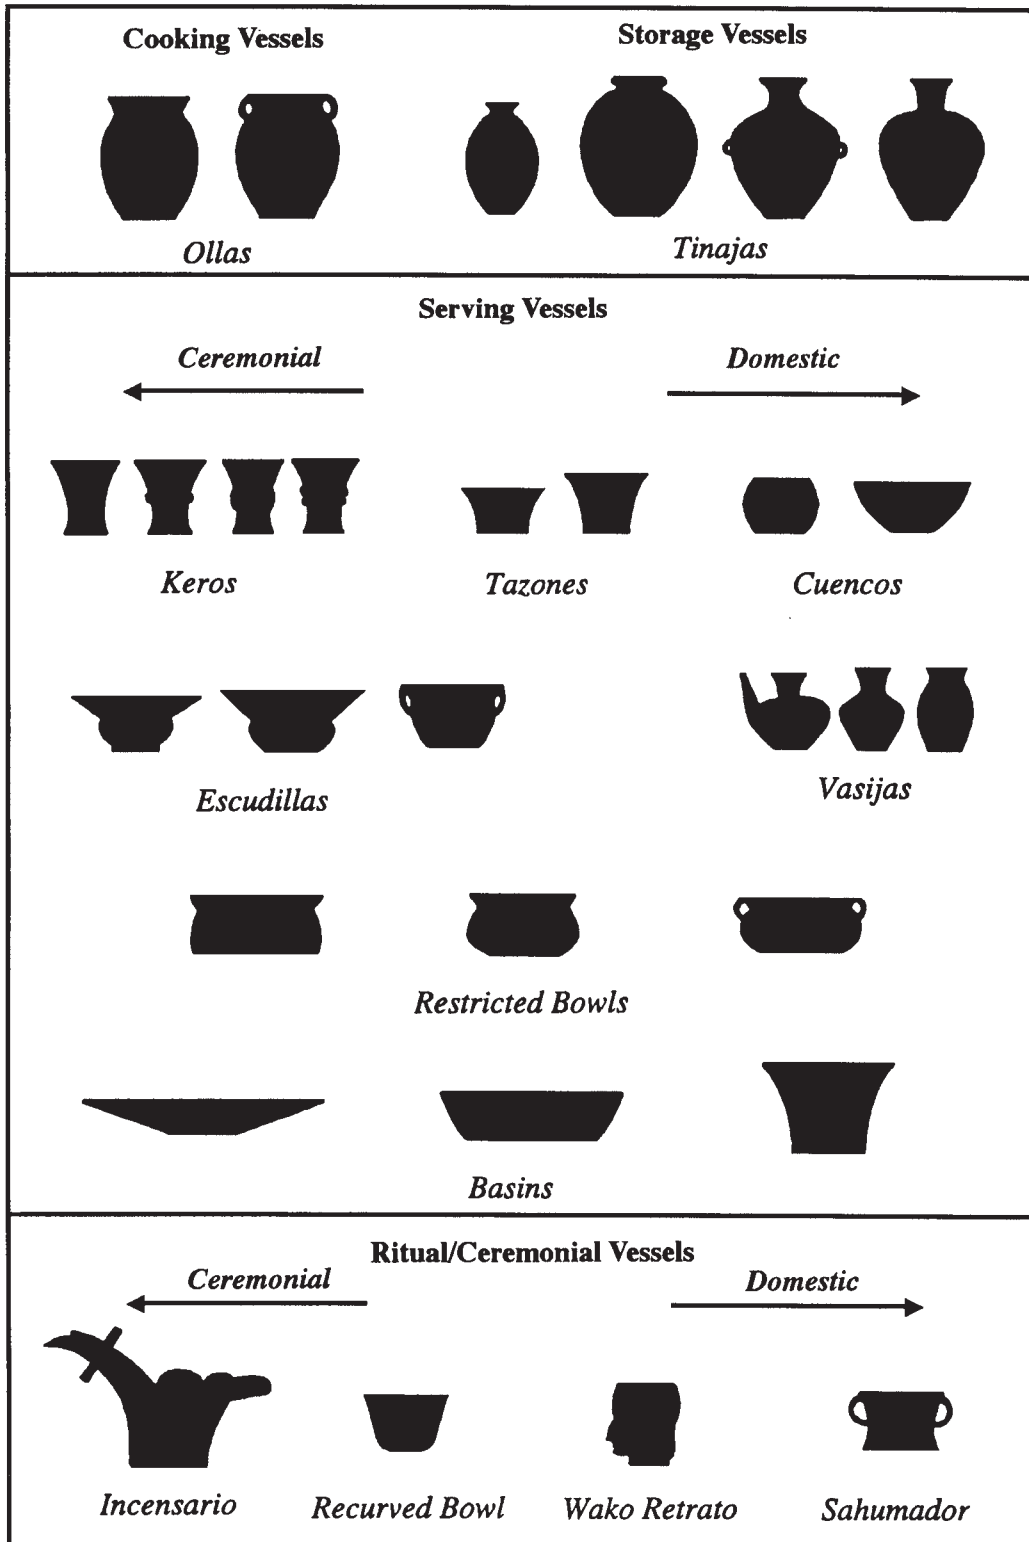 Cooking Vessels
Storage Vessels
Ollas
Tinajas
Serving Vessels
Ceremonial
Domestic
Keros
Tazones
Cuencos
Escudillas
Vasijas
Restricted Bowls
Basins
Ritual/Ceremonial Vessels
Ceremonial
Domestic
Incensario
Recurved Bowl
Wako Retrato
Sahumador